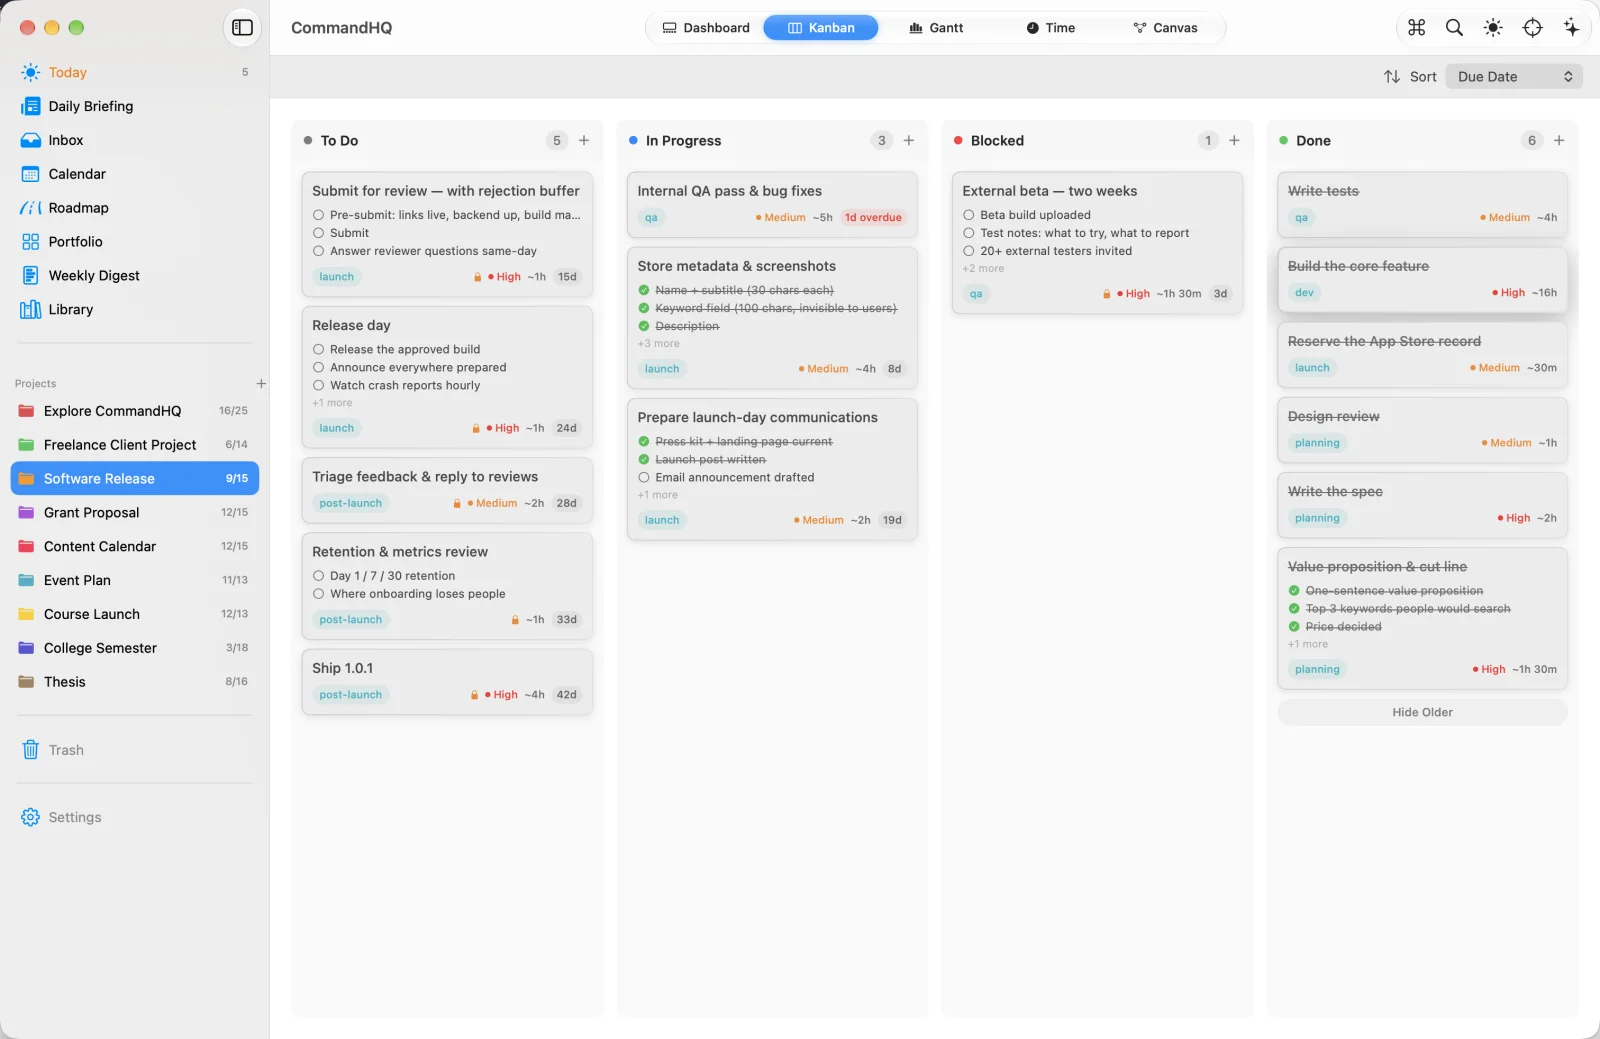 CommandHQ
Dashboard
Kanban
Gantt
Time
Canvas
Sort
Due Date
Today 5
Daily Briefing
Inbox
Calendar
Roadmap
Portfolio
Weekly Digest
Library
Projects +
Explore CommandHQ 16/25
Freelance Client Project 6/14
Software Release 9/15
Grant Proposal 12/15
Content Calendar 12/15
Event Plan 11/13
Course Launch 12/13
College Semester 3/18
Thesis 8/16
Trash
Settings
To Do 5 +
Submit for review — with rejection buffer
Pre-submit: links live, backend up, build ma...
Submit
Answer reviewer questions same-day
launch High ~1h 15d
Release day
Release the approved build
Announce everywhere prepared
Watch crash reports hourly
+1 more
launch High ~1h 24d
Triage feedback & reply to reviews
post-launch Medium ~2h 28d
Retention & metrics review
Day 1 / 7 / 30 retention
Where onboarding loses people
post-launch ~1h 33d
Ship 1.0.1
post-launch High ~4h 42d
In Progress 3 +
Internal QA pass & bug fixes
qa Medium ~5h 1d overdue
Store metadata & screenshots
Name + subtitle (30 chars each)
Keyword field (100 chars, invisible to users)
Description
+3 more
launch Medium ~4h 8d
Prepare launch-day communications
Press kit + landing page current
Launch post written
Email announcement drafted
+1 more
launch Medium ~2h 19d
Blocked 1 +
External beta — two weeks
Beta build uploaded
Test notes: what to try, what to report
20+ external testers invited
+2 more
qa High ~1h 30m 3d
Done 6 +
Write tests
qa Medium ~4h
Build the core feature
dev High ~16h
Reserve the App Store record
launch Medium ~30m
Design review
planning Medium ~1h
Write the spec
planning High ~2h
Value proposition & cut line
One-sentence value proposition
Top 3 keywords people would search
Price decided
+1 more
planning High ~1h 30m
Hide Older